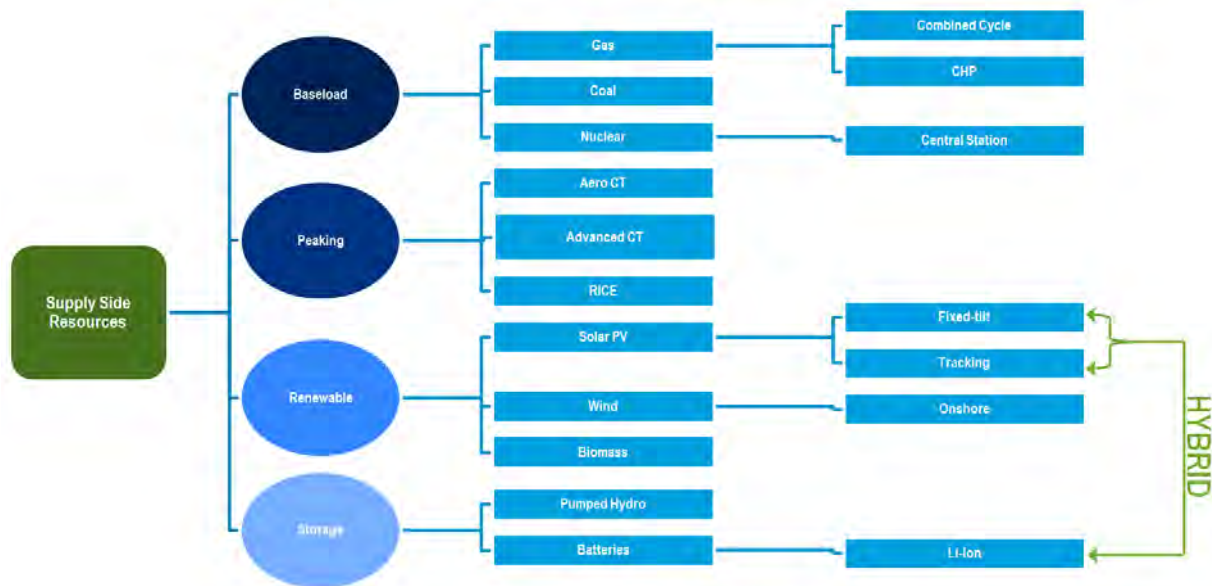 Supply Side
Resources
Baseload
Gas
Combined Cycle
CHP
Coal
Nuclear
Central Station
Peaking
Aero CT
Advanced CT
RICE
Renewable
Solar PV
Fixed-tilt
Tracking
Wind
Onshore
Biomass
Storage
Pumped Hydro
Batteries
Li-Ion
HYBRID